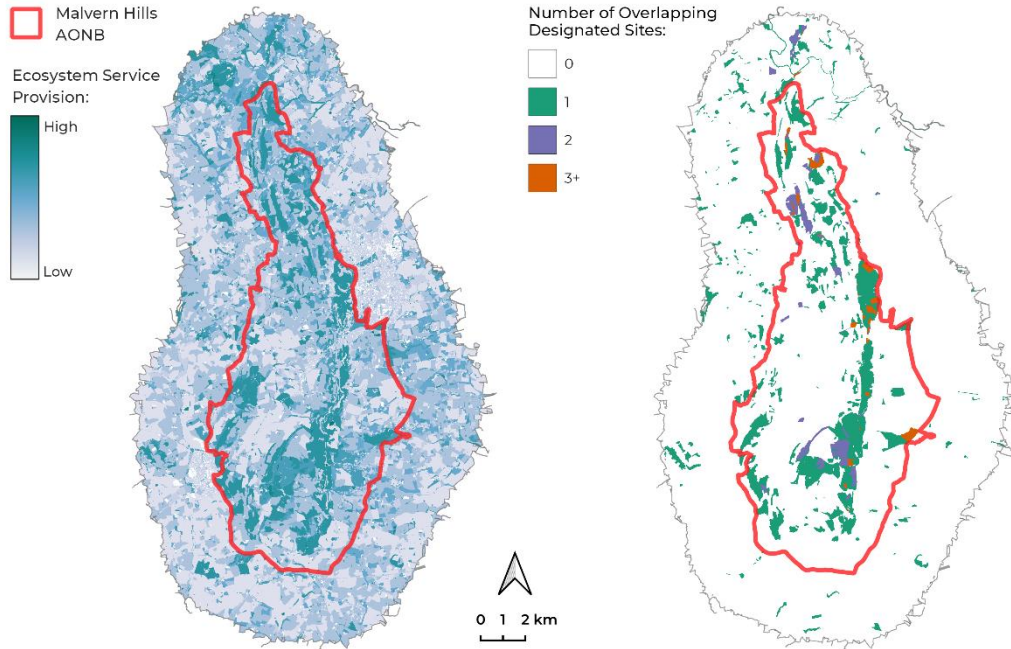 Malvern Hills
AONB
Ecosystem Service
Provision:
High
Low
Number of Overlapping
Designated Sites:
0
1
2
3+
0 1 2 km